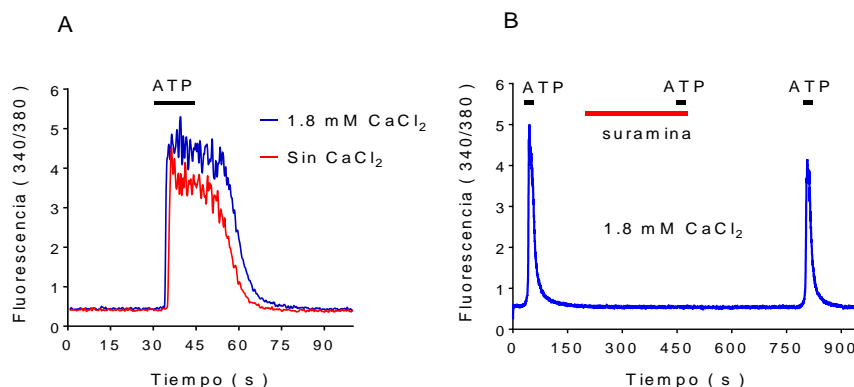 A
ATP
Fluorescencia (340/380)
6
5
4
3
2
1
0
1.8 mM CaCl₂
Sin CaCl₂
0 15 30 45 60 75 90
Tiempo (s)
B
ATP ATP ATP
Fluorescencia (340/380)
6
5
4
3
2
1
0
suramina
1.8 mM CaCl₂
0 150 300 450 600 750 900
Tiempo (s)